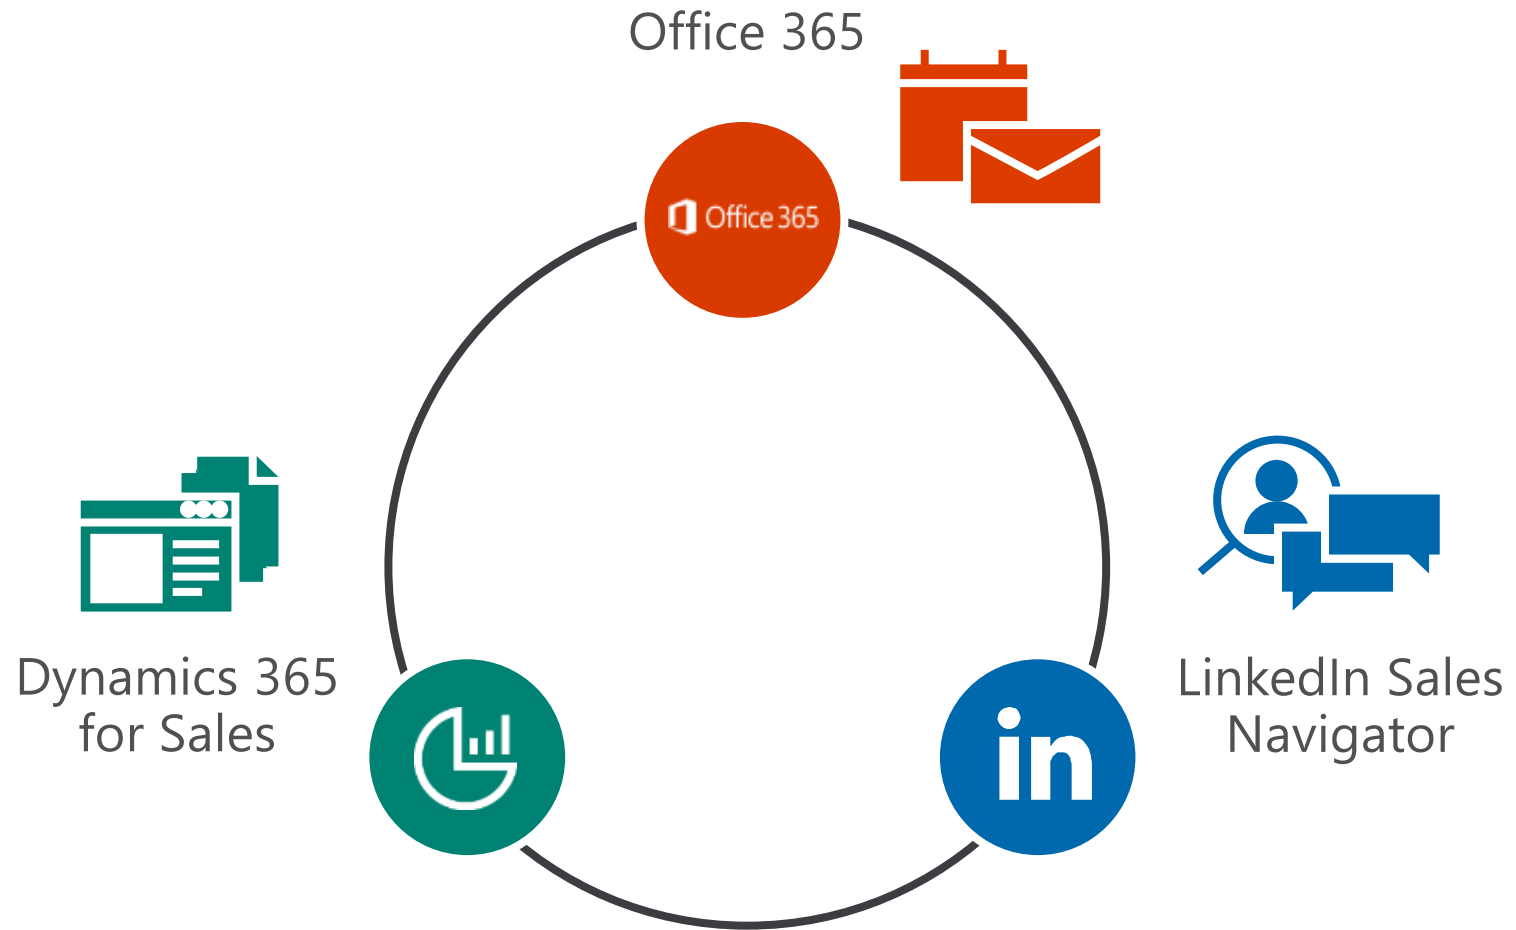 Office 365
Office 365
Dynamics 365
for Sales
LinkedIn Sales
Navigator
in